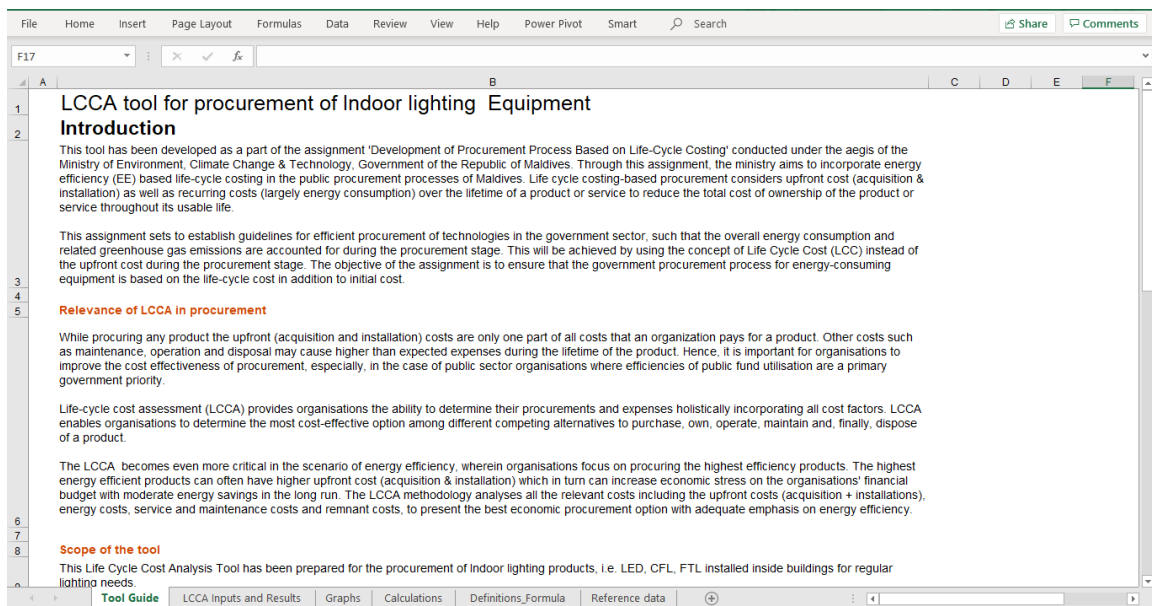 File Home Insert Page Layout Formulas Data Review View Help Power Pivot Smart Search Share Comments
F17 fx
A B C D E F
1 LCCA tool for procurement of Indoor lighting Equipment
2 Introduction
This tool has been developed as a part of the assignment 'Development of Procurement Process Based on Life-Cycle Costing' conducted under the aegis of the
Ministry of Environment, Climate Change & Technology, Government of the Republic of Maldives. Through this assignment, the ministry aims to incorporate energy
efficiency (EE) based life-cycle costing in the public procurement processes of Maldives. Life cycle costing-based procurement considers upfront cost (acquisition &
installation) as well as recurring costs (largely energy consumption) over the lifetime of a product or service to reduce the total cost of ownership of the product or
service throughout its usable life.
This assignment sets to establish guidelines for efficient procurement of technologies in the government sector, such that the overall energy consumption and
related greenhouse gas emissions are accounted for during the procurement stage. This will be achieved by using the concept of Life Cycle Cost (LCC) instead of
the upfront cost during the procurement stage. The objective of the assignment is to ensure that the government procurement process for energy-consuming
3 equipment is based on the life-cycle cost in addition to initial cost.
4
5 Relevance of LCCA in procurement
While procuring any product the upfront (acquisition and installation) costs are only one part of all costs that an organization pays for a product. Other costs such
as maintenance, operation and disposal may cause higher than expected expenses during the lifetime of the product. Hence, it is important for organisations to
improve the cost effectiveness of procurement, especially, in the case of public sector organisations where efficiencies of public fund utilisation are a primary
government priority.
Life-cycle cost assessment (LCCA) provides organisations the ability to determine their procurements and expenses holistically incorporating all cost factors. LCCA
enables organisations to determine the most cost-effective option among different competing alternatives to purchase, own, operate, maintain and, finally, dispose
of a product.
The LCCA becomes even more critical in the scenario of energy efficiency, wherein organisations focus on procuring the highest efficiency products. The highest
energy efficient products can often have higher upfront cost (acquisition & installation) which in turn can increase economic stress on the organisations' financial
budget with moderate energy savings in the long run. The LCCA methodology analyses all the relevant costs including the upfront costs (acquisition + installations),
energy costs, service and maintenance costs and remnant costs, to present the best economic procurement option with adequate emphasis on energy efficiency.
6
7
8 Scope of the tool
This Life Cycle Cost Analysis Tool has been prepared for the procurement of Indoor lighting products, i.e. LED, CFL, FTL installed inside buildings for regular
lighting needs.
Tool Guide LCCA Inputs and Results Graphs Calculations Definitions_Formula Reference data